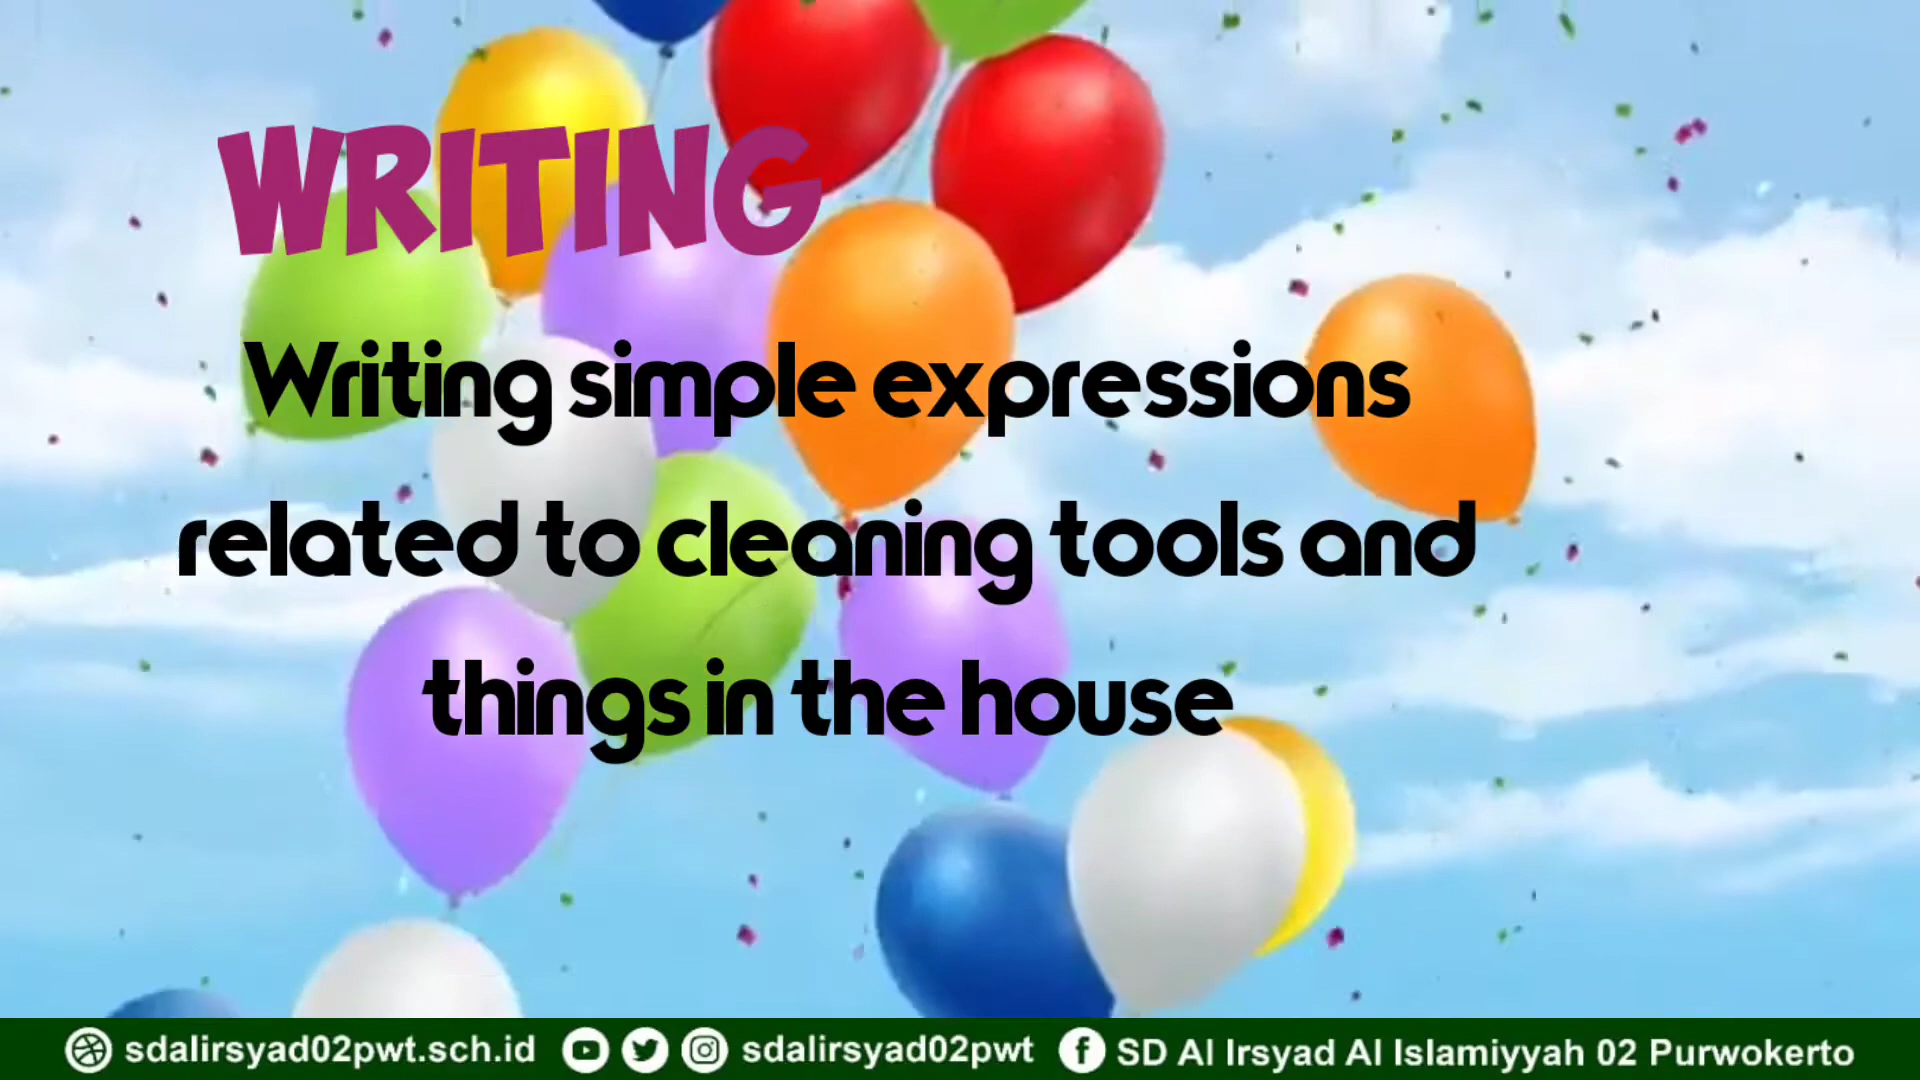 WRITING
Writing simple expressions
related to cleaning tools and
things in the house
sdalirsyad02pwt.sch.id sdalirsyad02pwt SD Al Irsyad Al Islamiyyah 02 Purwokerto